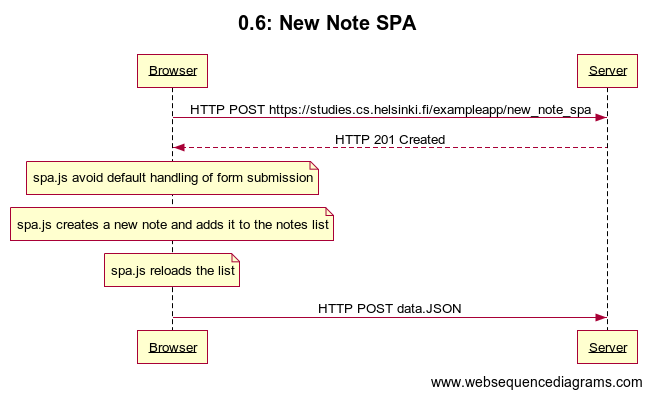 0.6: New Note SPA
Browser
Server
HTTP POST https://studies.cs.helsinki.fi/exampleapp/new_note_spa
HTTP 201 Created
spa.js avoid default handling of form submission
spa.js creates a new note and adds it to the notes list
spa.js reloads the list
HTTP POST data.JSON
Browser
Server
www.websequencediagrams.com